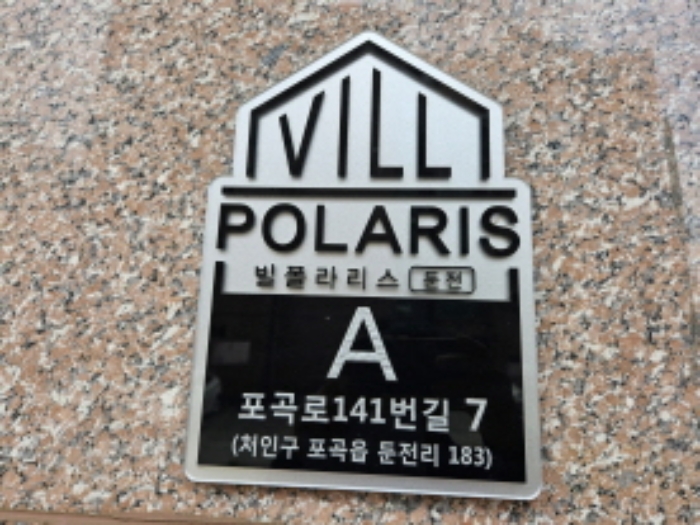 VILL
POLARIS
빌폴라리스 둔전
A
포곡로141번길 7
(처인구 포곡읍 둔전리 183)